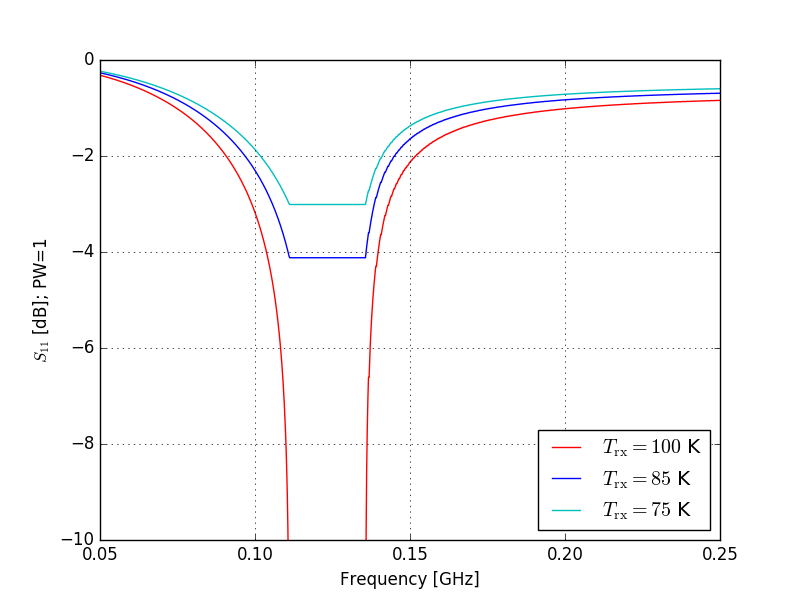 0
−2
−4
−6
−8
−10
0.05 0.10 0.15 0.20 0.25
S11 [dB]; PW=1
Frequency [GHz]
Trx = 100 K
Trx = 85 K
Trx = 75 K